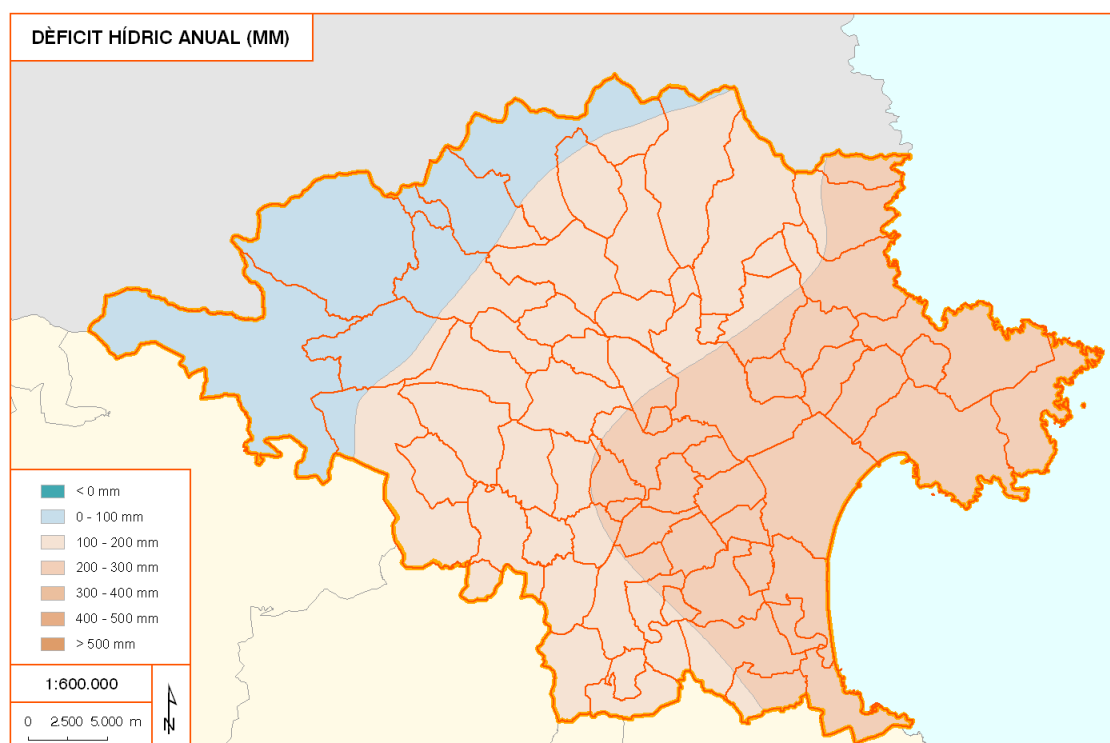 DÈFICIT HÍDRIC ANUAL (MM)
< 0 mm
0 - 100 mm
100 - 200 mm
200 - 300 mm
300 - 400 mm
400 - 500 mm
> 500 mm
1:600.000
0 2.500 5.000 m
N